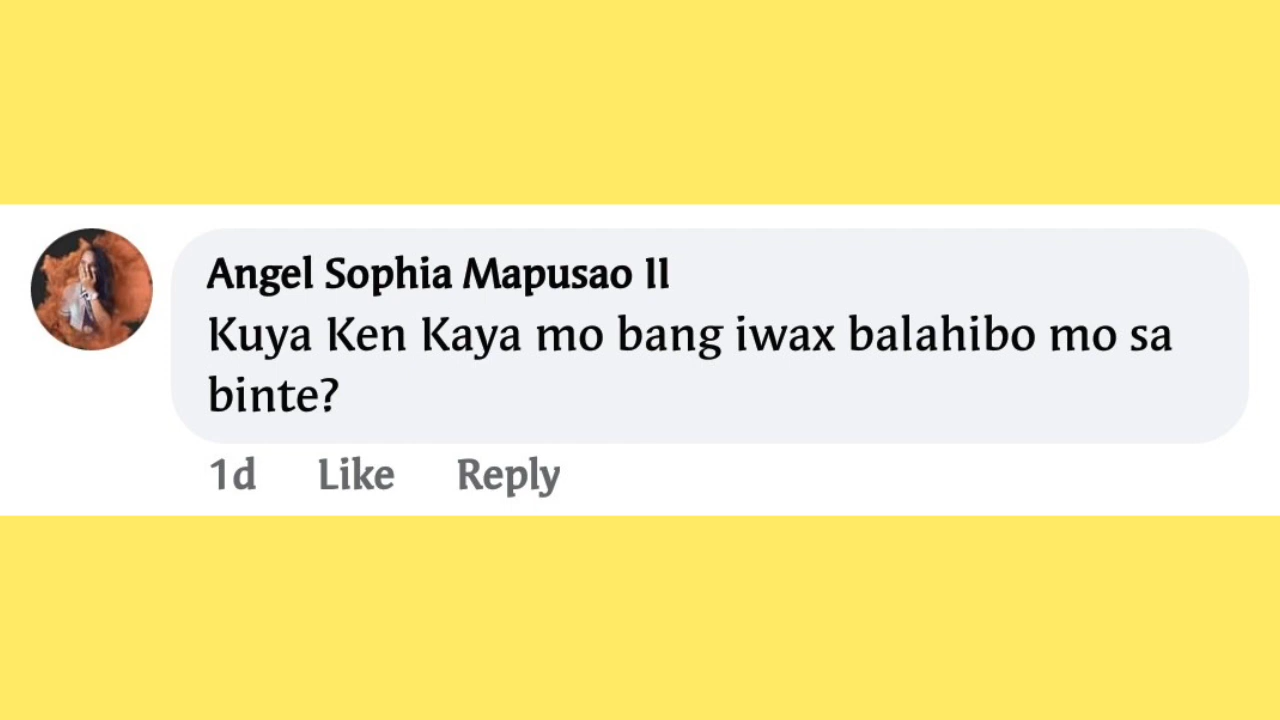 Angel Sophia Mapusao II
Kuya Ken Kaya mo bang iwax balahibo mo sa
binte?
1d Like Reply